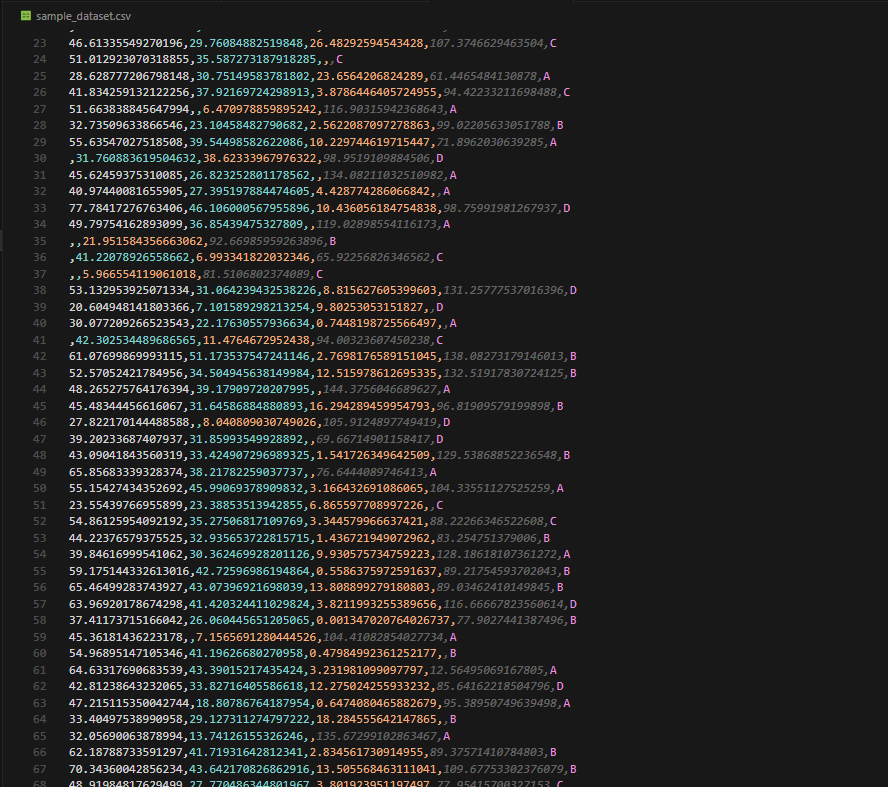 sample_dataset.csv
23 46.61335549270196,29.76084882519848,26.48292594543428,107.3746629463504,C
24 51.012923070318855,35.587273187918285,,,C
25 28.628777206798148,30.75149583781802,23.6564206824289,61.4465484130878,A
26 41.834259132122256,37.92169724298913,3.8786446405724955,94.42233211698488,C
27 51.663838845647994,,6.470978859895242,116.90315942368643,A
28 32.73509633866546,23.10458482790682,2.5622087097278863,99.02205633051788,B
29 55.63547027518508,39.54498582622086,10.229744619715447,71.8962030639285,A
30 ,31.760883619504632,38.62333967976322,98.9519109884506,D
31 45.62459375310085,26.823252801178562,,134.08211032510982,A
32 40.97440081655905,27.395197884474605,4.428774286066842,,A
33 77.78417276763406,46.106000567955896,10.436056184754838,98.75991981267937,D
34 49.79754162893099,36.85439475327809,,119.02898554116173,A
35 ,,21.951584356663062,92.66985959263896,B
36 ,41.22078926558662,6.993341822032346,65.92256826346562,C
37 ,,5.966554119061018,81.5106802374089,C
38 53.132953925071334,31.064239432538226,8.815627605399603,131.25777537016396,D
39 20.604948141803366,7.101589298213254,9.80253053151827,,D
40 30.077209266523543,22.17630557936634,0.7448198725566497,,A
41 ,42.302534489686565,11.4764672952438,94.00323607450238,C
42 61.07699869993115,51.173537547241146,2.7698176589151045,138.08273179146013,B
43 52.57052421784956,34.504945638149984,12.515978612695335,132.51917830724125,B
44 48.265275764176394,39.17909720207995,,144.3756046689627,A
45 45.48344456616067,31.64586884880893,16.294289459954793,96.81909579199898,B
46 27.822170144488588,,8.040809030749026,105.9124897749419,D
47 39.20233687407937,31.85993549928892,,69.66714901158417,D
48 43.09041843560319,33.424907296989325,1.541726349642509,129.53868852236548,B
49 65.85683339328374,38.21782259037737,,76.6444089746413,A
50 55.15427434352692,45.99069378909832,3.166432691086065,104.33551127525259,A
51 23.55439766955899,23.38853513942855,6.865597708997226,,C
52 54.86125954092192,35.27506817109769,3.344579966637421,88.22266346522608,C
53 44.22376579375525,32.935653722815715,1.436721949072962,83.254751379006,B
54 39.84616999541062,30.362469928201126,9.930575734759223,128.18618107361272,A
55 59.175144332613016,42.72596986194864,0.5586375972591637,89.21754593702043,B
56 65.46499283743927,43.07396921698039,13.808899279180803,89.03462410149845,B
57 63.96920178674298,41.420324411029824,3.8211993255389656,116.66667823560614,D
58 37.41173715166042,26.060445651205065,0.001347020764026737,77.9027441387496,B
59 45.36181436223178,,7.1565691280444526,104.41082854027734,A
60 54.96895147105346,41.19626680270958,0.47984992361252177,,B
61 64.63317690683539,43.39015217435424,3.231981099097797,12.56495069167805,A
62 42.81238643232065,33.82716405586618,12.275024255933232,85.64162218504796,D
63 47.215115350042744,18.80786764187954,0.6474080465882679,95.38950749639498,A
64 33.40497538990958,29.127311274797222,18.284555642147865,,B
65 32.05690063878994,13.74126155326246,,135.67299102863467,A
66 62.18788733591297,41.71931642812341,2.834561730914955,89.37571410784803,B
67 70.34360042856234,43.642170826862916,13.505568463111041,109.67753302376079,B
68 48.91984817629499,27.770486344801967,3.801923951197497,77.95415700327153,C